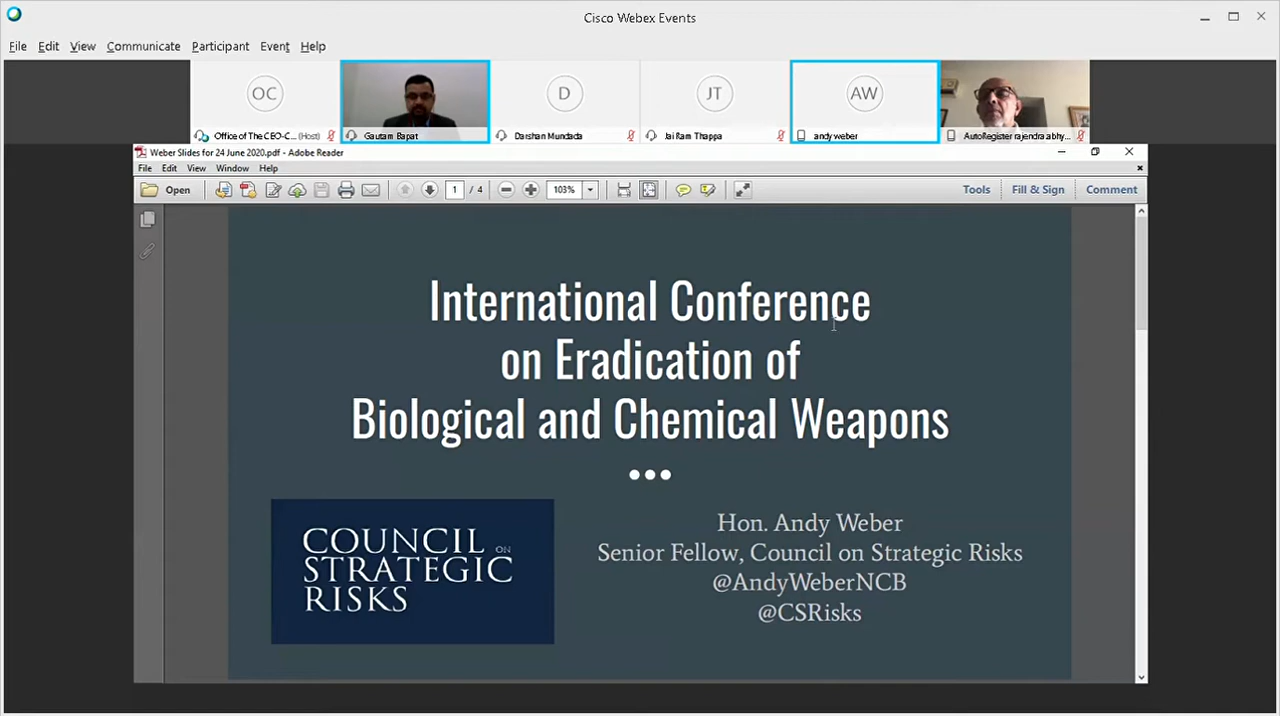 Cisco Webex Events
File Edit View Communicate Participant Event Help
OC
D
JT
AW
Office of The CEO-C... (Host)
Gautam Bapat
Darshan Mundada
Jai Ram Thappa
andy weber
AutoRegister rajendra.abhy...
Weber Slides for 24 June 2020.pdf - Adobe Reader
File Edit View Window Help
Open
1 / 4
103%
Tools
Fill & Sign
Comment
International Conference
on Eradication of
Biological and Chemical Weapons
COUNCIL ON
STRATEGIC
RISKS
Hon. Andy Weber
Senior Fellow, Council on Strategic Risks
@AndyWeberNCB
@CSRisks